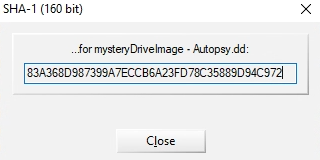 SHA-1 (160 bit)
...for mysteryDriveImage - Autopsy.dd:
83A368D987399A7ECCB6A23FD78C35889D94C972
Close